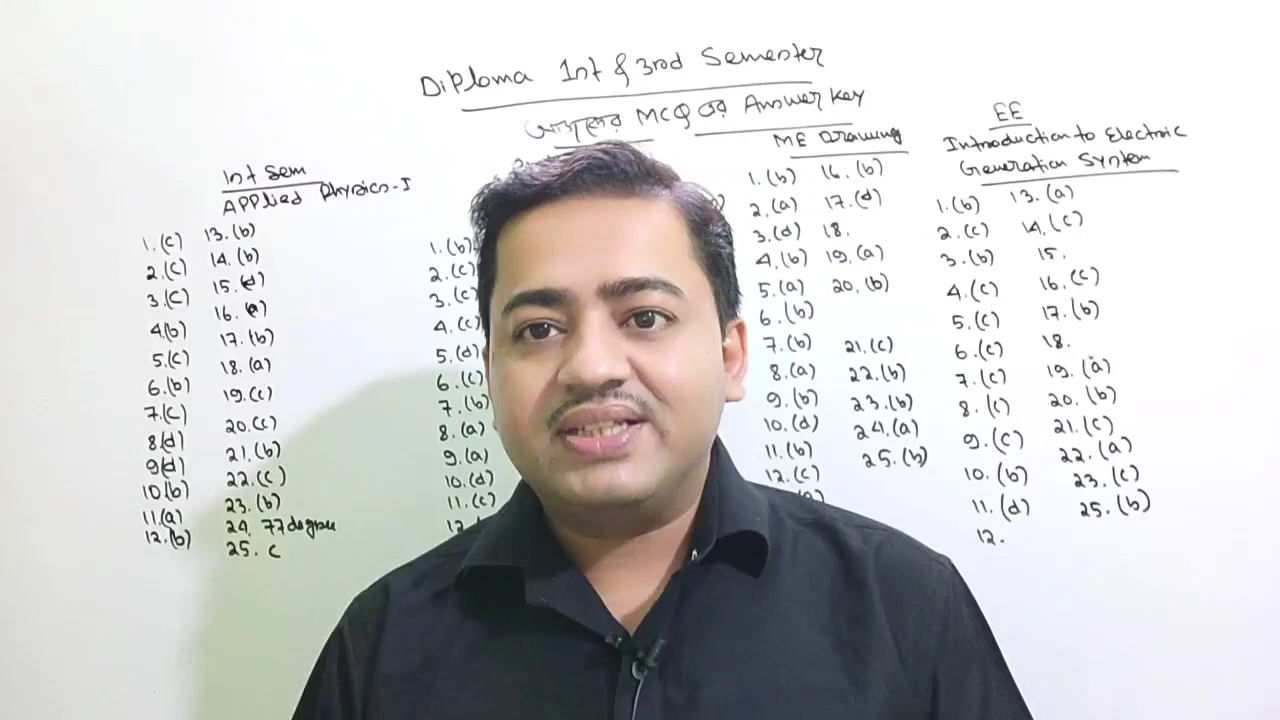 Diploma 1st & 3rd Semester
আজকের MCQ এর Answer Key
1st Sem
Applied Physics-I
1.(c) 13.(b)
2.(c) 14.(b)
3.(c) 15.(d)
4(b) 16.(a)
5.(c) 17.(b)
6.(b) 18.(a)
7.(c) 19.(c)
8(d) 20.(c)
9(d) 21.(b)
10(b) 22.(c)
11(a) 23.(b)
12.(b) 24. 77 degree
25. c
1.(b)
2.(c)
3.(c)
4.(c)
5.(d)
6.(c)
7.(b)
8.(a)
9.(a)
10.(d)
11.(c)
12.
ME Drawing
1.(b) 16.(b)
2.(a) 17.(d)
3.(d) 18.
4.(b) 19.(a)
5.(a) 20.(b)
6.(b)
7.(b) 21.(c)
8.(a) 22.(b)
9.(b) 23.(b)
10.(d) 24.(a)
11.(b) 25.(b)
12.(c)
(a)
EE
Introduction to Electric
Generation System
1.(b) 13.(a)
2.(c) 14.(c)
3.(b) 15.
4.(c) 16.(c)
5.(c) 17.(b)
6.(c) 18.
7.(c) 19.(a)
8.(c) 20.(b)
9.(c) 21.(c)
10.(b) 22.(a)
11.(d) 23.(c)
12. 25.(b)